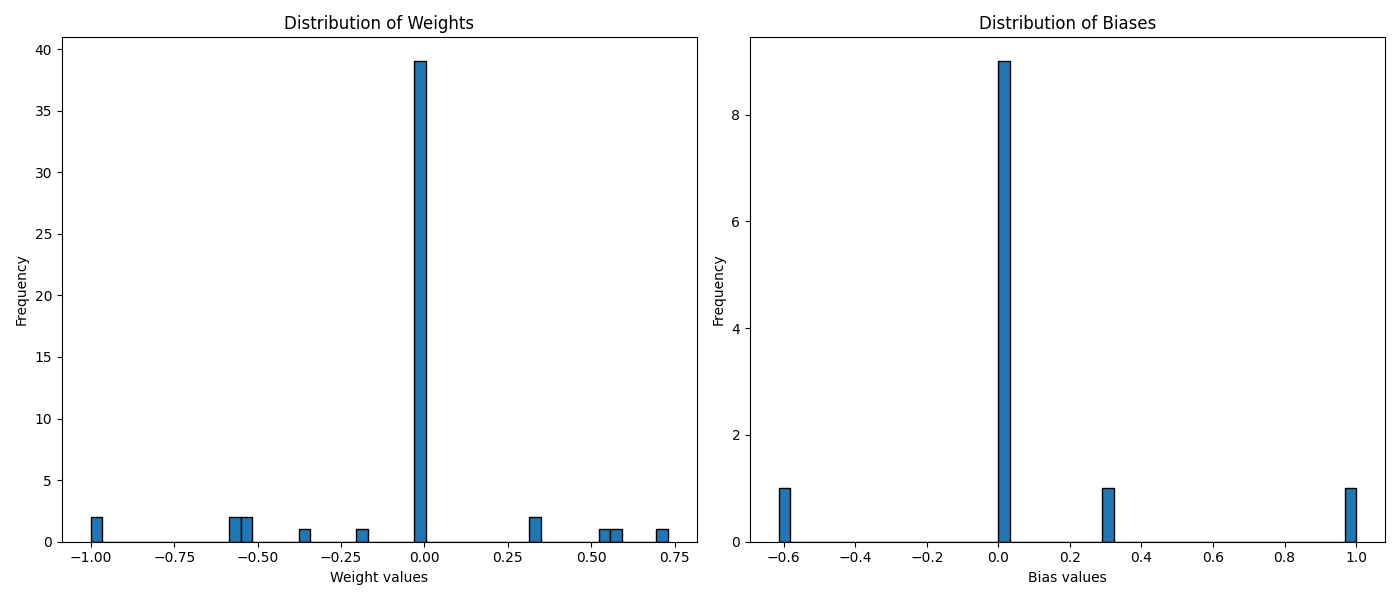 Distribution of Weights
Frequency
40
35
30
25
20
15
10
5
0
−1.00 −0.75 −0.50 −0.25 0.00 0.25 0.50 0.75
Weight values
Distribution of Biases
Frequency
8
6
4
2
0
−0.6 −0.4 −0.2 0.0 0.2 0.4 0.6 0.8 1.0
Bias values